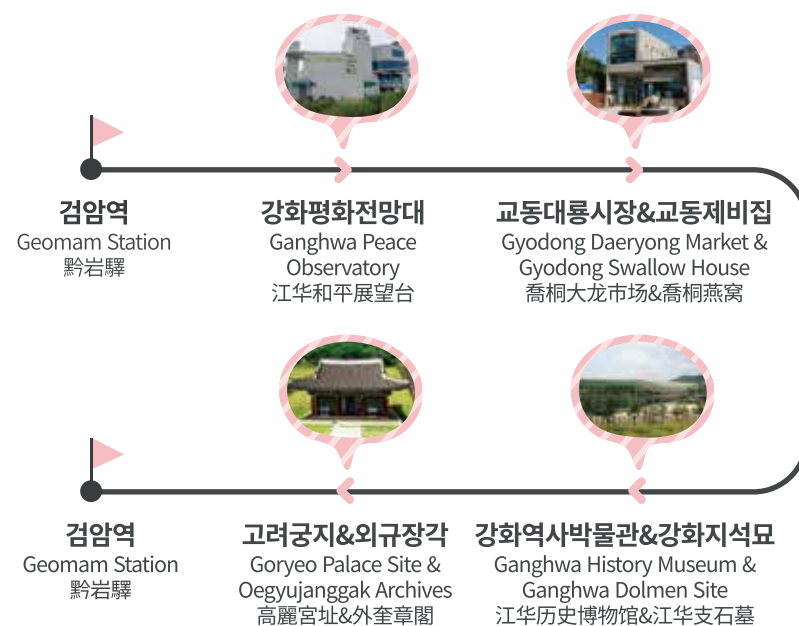 검암역
Geomam Station
黔岩驛
강화평화전망대
Ganghwa Peace
Observatory
江华和平展望台
교동대룡시장&교동제비집
Gyodong Daeryong Market &
Gyodong Swallow House
喬桐大龙市场&喬桐燕窝
검암역
Geomam Station
黔岩驛
고려궁지&외규장각
Goryeo Palace Site &
Oegyujanggak Archives
高麗宮址&外奎章閣
강화역사박물관&강화지석묘
Ganghwa History Museum &
Ganghwa Dolmen Site
江华历史博物馆&江华支石墓